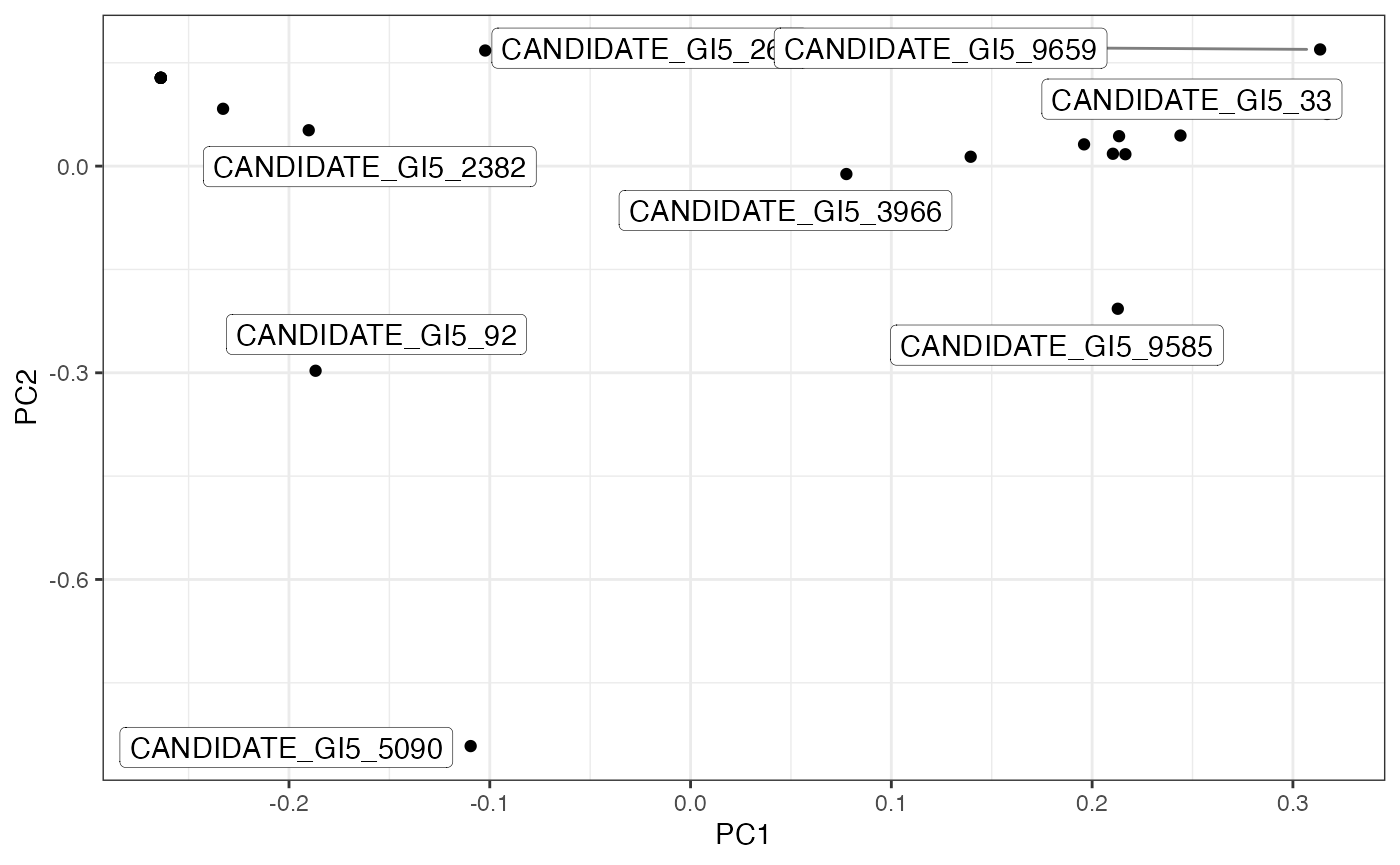 CANDIDATE_GI5_26
CANDIDATE_GI5_9659
CANDIDATE_GI5_33
0.0
CANDIDATE_GI5_2382
CANDIDATE_GI5_3966
CANDIDATE_GI5_92
CANDIDATE_GI5_9585
-0.3
PC2
-0.6
CANDIDATE_GI5_5090
-0.2
-0.1
0.0
0.1
0.2
0.3
PC1